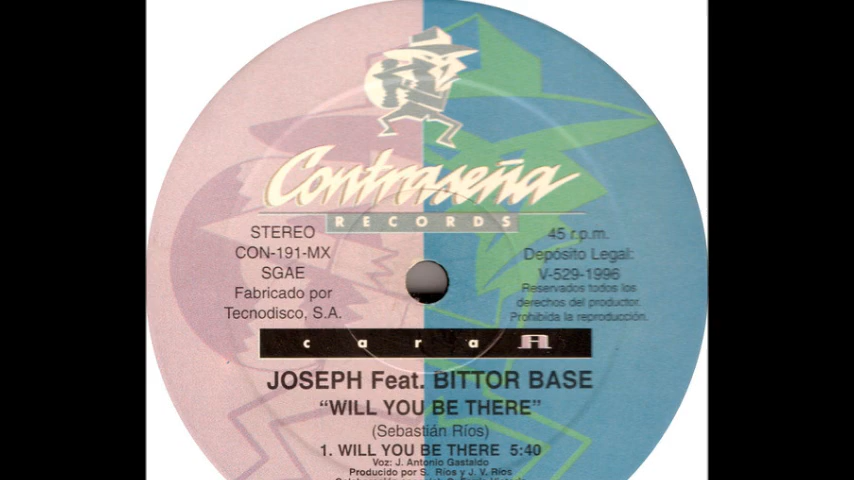 Contraseña
RECORDS
STEREO
CON-191-MX
SGAE
Fabricado por
Tecnodisco, S.A.
45 r.p.m.
Depósito Legal:
V-529-1996
Reservados todos los
derechos del productor.
Prohibida la reproducción.
cara A
JOSEPH Feat. BITTOR BASE
"WILL YOU BE THERE"
(Sebastián Ríos)
1. WILL YOU BE THERE 5:40
Voz: J. Antonio Gastaldo
Producido por S. Ríos y J. V. Ríos